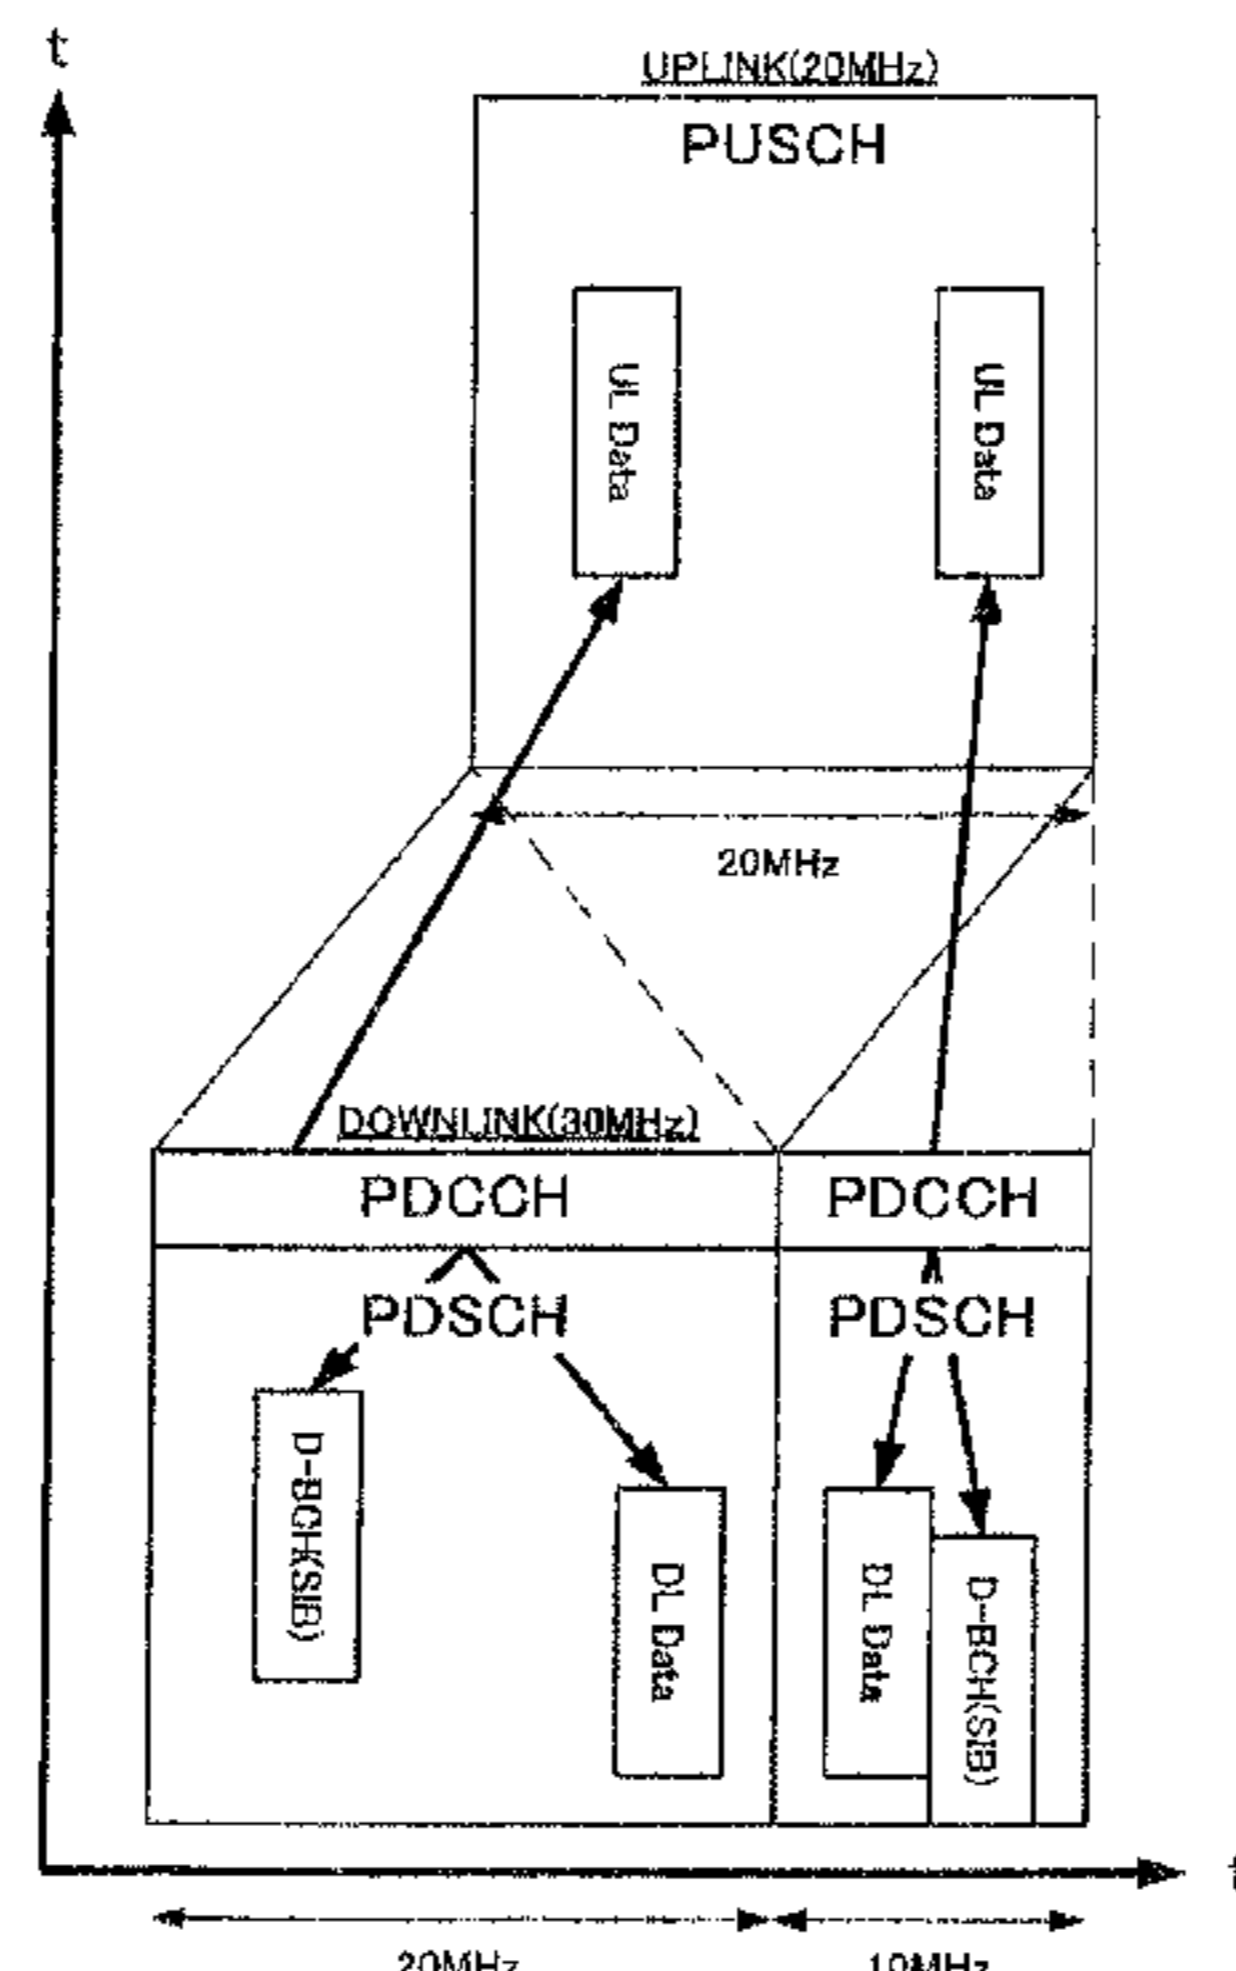 t
UPLINK(20MHz)
PUSCH
UL Data
UL Data
20MHz
DOWNLINK(30MHz)
PDCCH
PDCCH
PDSCH
PDSCH
D-BCH(SIB)
DL Data
DL Data
D-BCH(SIB)
20MHz
10MHz